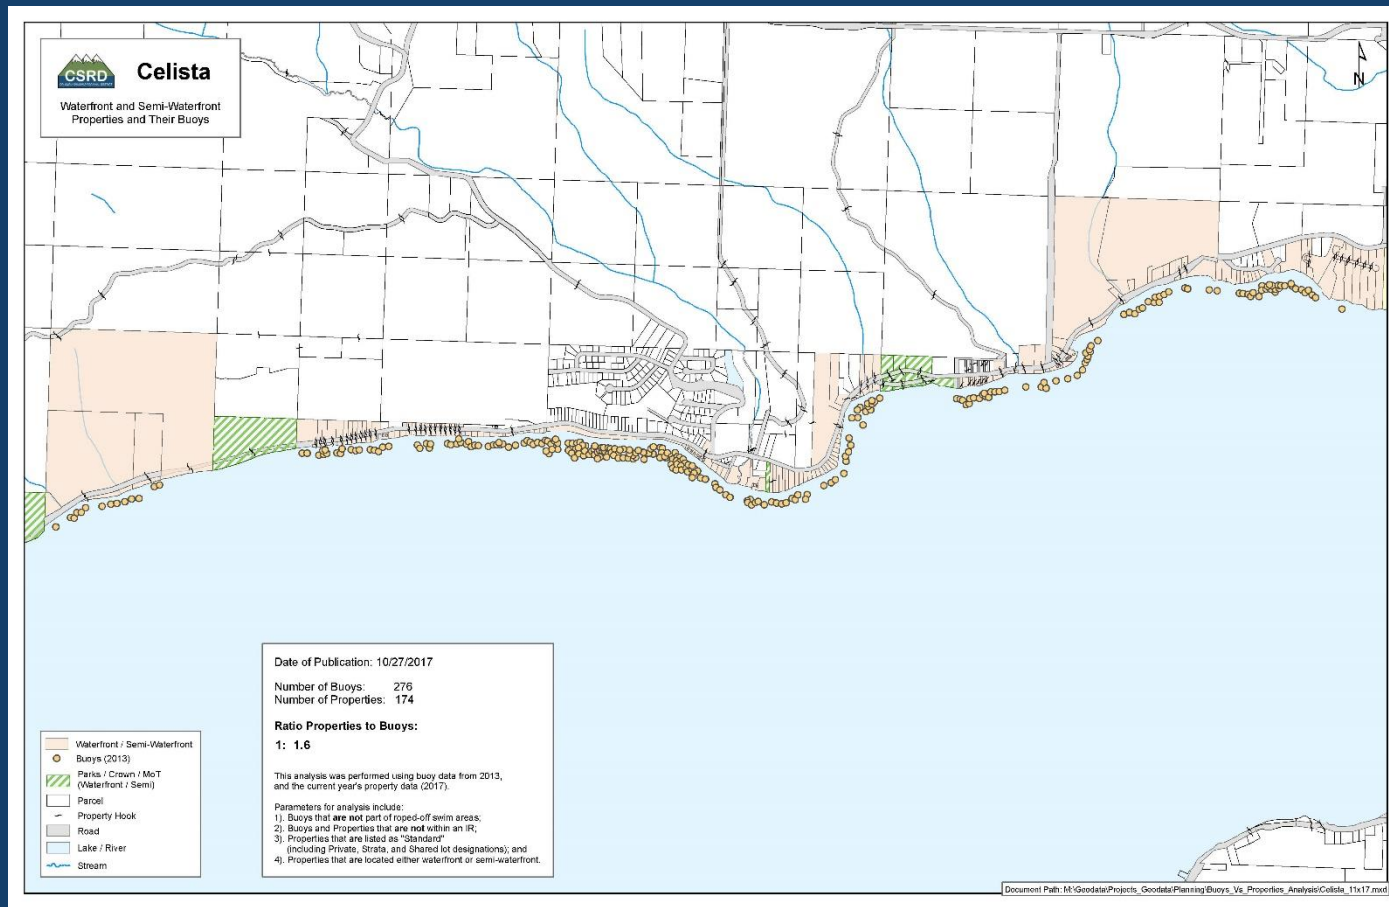 CSRD
Celista
Waterfront and Semi-Waterfront
Properties and Their Buoys
N
Date of Publication: 10/27/2017
Number of Buoys: 276
Number of Properties: 174
Ratio Properties to Buoys:
1: 1.6
This analysis was performed using buoy data from 2013,
and the current year's property data (2017).
Parameters for analysis include:
1). Buoys that are not part of roped-off swim areas;
2). Buoys and Properties that are not within an IR;
3). Properties that are listed as "Standard"
(including Private, Strata, and Shared lot designations); and
4). Properties that are located either waterfront or semi-waterfront.
Waterfront / Semi-Waterfront
Buoys (2013)
Parks / Crown / MoT
(Waterfront / Semi)
Parcel
Property Hook
Road
Lake / River
Stream
Document Path: M:\Geodata\Projects_Geodata\Planning\Buoys_Vs_Properties_Analysis\Celista_11x17.mxd